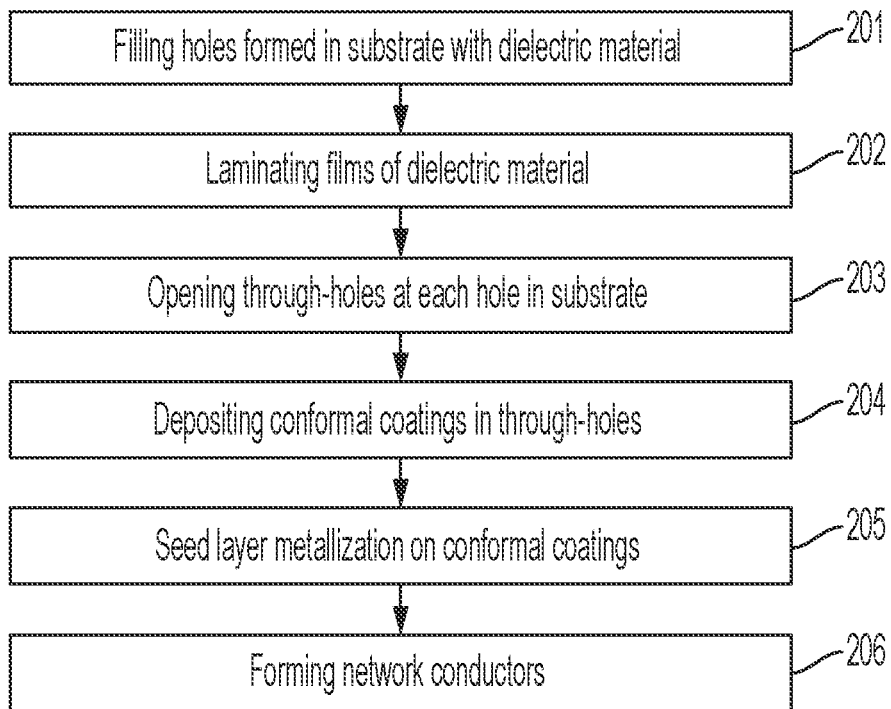 Filling holes formed in substrate with dielectric material
201
Laminating films of dielectric material
202
Opening through-holes at each hole in substrate
203
Depositing conformal coatings in through-holes
204
Seed layer metallization on conformal coatings
205
Forming network conductors
206